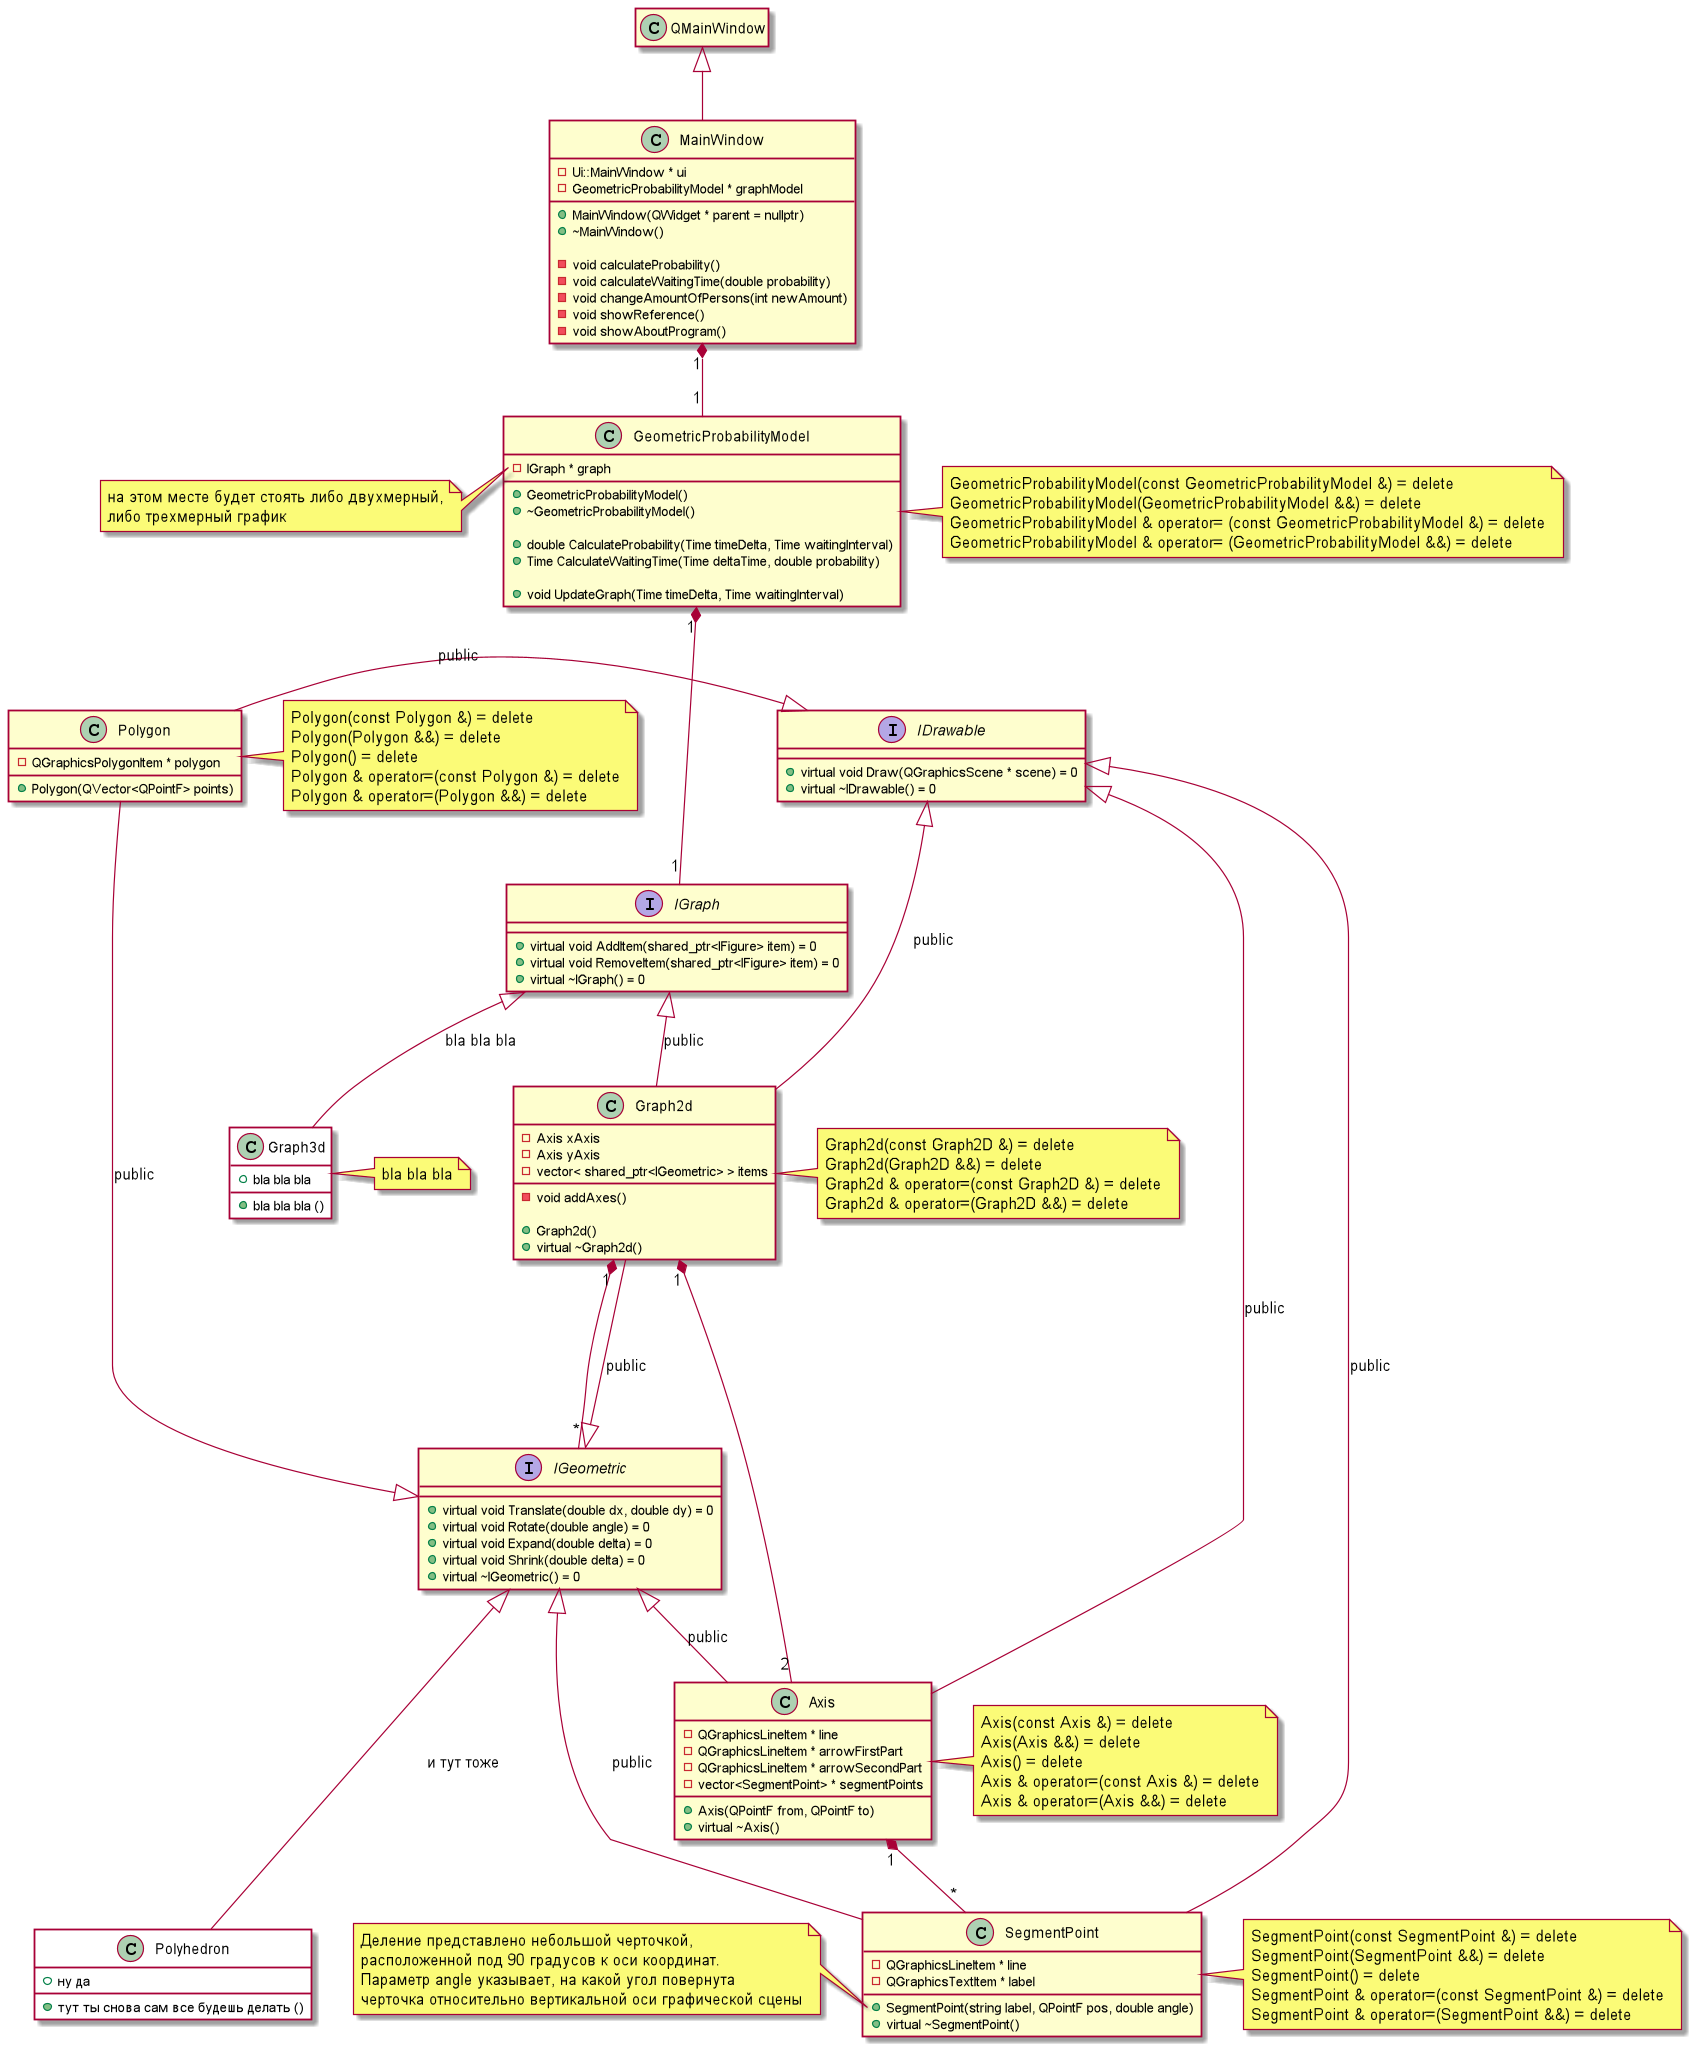 C QMainWindow
C MainWindow
Ui::MainWindow * ui
GeometricProbabilityModel * graphModel
MainWindow(QWidget * parent = nullptr)
~MainWindow()
void calculateProbability()
void calculateWaitingTime(double probability)
void changeAmountOfPersons(int newAmount)
void showReference()
void showAboutProgram()
1
1
C GeometricProbabilityModel
IGraph * graph
GeometricProbabilityModel()
~GeometricProbabilityModel()
double CalculateProbability(Time timeDelta, Time waitingInterval)
Time CalculateWaitingTime(Time deltaTime, double probability)
void UpdateGraph(Time timeDelta, Time waitingInterval)
на этом месте будет стоять либо двухмерный,
либо трехмерный график
GeometricProbabilityModel(const GeometricProbabilityModel &) = delete
GeometricProbabilityModel(GeometricProbabilityModel &&) = delete
GeometricProbabilityModel & operator= (const GeometricProbabilityModel &) = delete
GeometricProbabilityModel & operator= (GeometricProbabilityModel &&) = delete
1
public
C Polygon
QGraphicsPolygonItem * polygon
Polygon(QVector<QPointF> points)
Polygon(const Polygon &) = delete
Polygon(Polygon &&) = delete
Polygon() = delete
Polygon & operator=(const Polygon &) = delete
Polygon & operator=(Polygon &&) = delete
I IDrawable
virtual void Draw(QGraphicsScene * scene) = 0
virtual ~IDrawable() = 0
1
I IGraph
virtual void AddItem(shared_ptr<IFigure> item) = 0
virtual void RemoveItem(shared_ptr<IFigure> item) = 0
virtual ~IGraph() = 0
public
bla bla bla
public
C Graph3d
bla bla bla
bla bla bla ()
bla bla bla
C Graph2d
Axis xAxis
Axis yAxis
vector< shared_ptr<IGeometric> > items
void addAxes()
Graph2d()
virtual ~Graph2d()
Graph2d(const Graph2D &) = delete
Graph2d(Graph2D &&) = delete
Graph2d & operator=(const Graph2D &) = delete
Graph2d & operator=(Graph2D &&) = delete
public
1
1
public
public
public
*
I IGeometric
virtual void Translate(double dx, double dy) = 0
virtual void Rotate(double angle) = 0
virtual void Expand(double delta) = 0
virtual void Shrink(double delta) = 0
virtual ~IGeometric() = 0
public
2
C Axis
QGraphicsLineItem * line
QGraphicsLineItem * arrowFirstPart
QGraphicsLineItem * arrowSecondPart
vector<SegmentPoint> * segmentPoints
Axis(QPointF from, QPointF to)
virtual ~Axis()
Axis(const Axis &) = delete
Axis(Axis &&) = delete
Axis() = delete
Axis & operator=(const Axis &) = delete
Axis & operator=(Axis &&) = delete
и тут тоже
public
1
*
C Polyhedron
ну да
тут ты снова сам все будешь делать ()
Деление представлено небольшой черточкой,
расположенной под 90 градусов к оси координат.
Параметр angle указывает, на какой угол повернута
черточка относительно вертикальной оси графической сцены
C SegmentPoint
QGraphicsLineItem * line
QGraphicsTextItem * label
SegmentPoint(string label, QPointF pos, double angle)
virtual ~SegmentPoint()
SegmentPoint(const SegmentPoint &) = delete
SegmentPoint(SegmentPoint &&) = delete
SegmentPoint() = delete
SegmentPoint & operator=(const SegmentPoint &) = delete
SegmentPoint & operator=(SegmentPoint &&) = delete